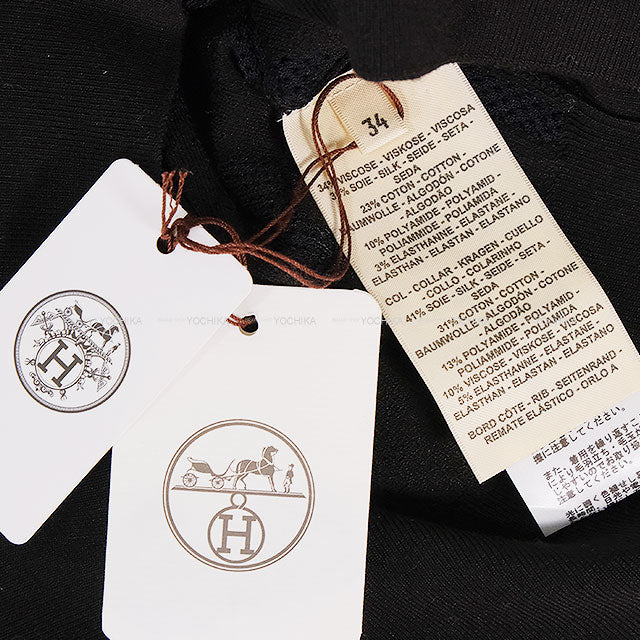 34
34% VISCOSE - VISKOSE - VISCOSA
SOIE - SILK - SEIDE - SETA -
SEDA
23% COTON - COTTON -
BAUMWOLLE - ALGODÓN - COTONE
- ALGODÃO
10% POLYAMIDE - POLYAMID -
POLIAMMIDE - POLIAMIDA
3% ELASTHANNE - ELASTANE -
ELASTHAN - ELASTAN - ELASTANO
COL - COLLAR - KRAGEN - CUELLO
- COLLO - COLARINHO
41% SOIE - SILK - SEIDE - SETA -
SEDA
31% COTON - COTTON -
BAUMWOLLE - ALGODÓN - COTONE
- ALGODÃO
13% POLYAMIDE - POLYAMID -
POLIAMMIDE - POLIAMIDA
10% VISCOSE - VISKOSE - VISCOSA
5% ELASTHANNE - ELASTANE -
ELASTHAN - ELASTAN - ELASTANO
BORD CÔTE - RIB - SEITENRAND -
REMATE ELÁSTICO - ORLO A
YOCHIKA
YOCHIKA
YOCHIKA
H
H